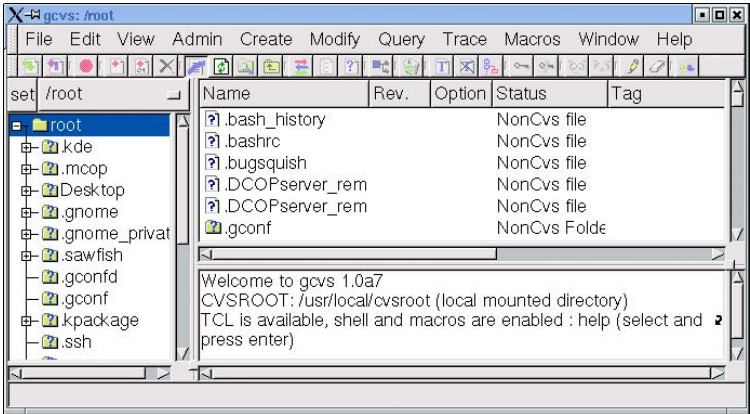 gcvs: /root
File Edit View Admin Create Modify Query Trace Macros Window Help
set /root
Name Rev. Option Status Tag
root
.kde
.mcop
Desktop
.gnome
.gnome_privat
.sawfish
.gconfd
.gconf
.kpackage
.ssh
.bash_history NonCvs file
.bashrc NonCvs file
.bugsquish NonCvs file
.DCOPserver_rem NonCvs file
.DCOPserver_rem NonCvs file
.gconf NonCvs Folde
Welcome to gcvs 1.0a7
CVSROOT: /usr/local/cvsroot (local mounted directory)
TCL is available, shell and macros are enabled : help (select and
press enter)